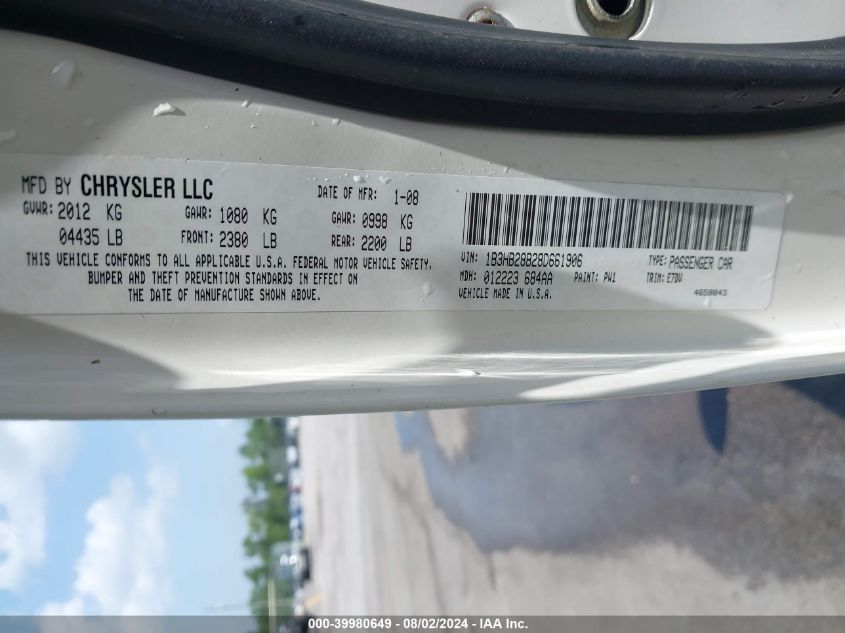 MFD BY CHRYSLER LLC
DATE OF MFR: 1-08
GVWR: 2012 KG GAWR: 1080 KG GAWR: 0998 KG
04435 LB FRONT: 2380 LB REAR: 2200 LB
THIS VEHICLE CONFORMS TO ALL APPLICABLE U.S.A. FEDERAL MOTOR VEHICLE SAFETY,
BUMPER AND THEFT PREVENTION STANDARDS IN EFFECT ON
THE DATE OF MANUFACTURE SHOWN ABOVE.
VIN: 1B3HB28B28D661906 TYPE: PASSENGER CAR
MDH: 012223 684AA PAINT: PW1 TRIM: E7DV
VEHICLE MADE IN U.S.A. 4658843
000-39980649 - 08/02/2024 - IAA Inc.